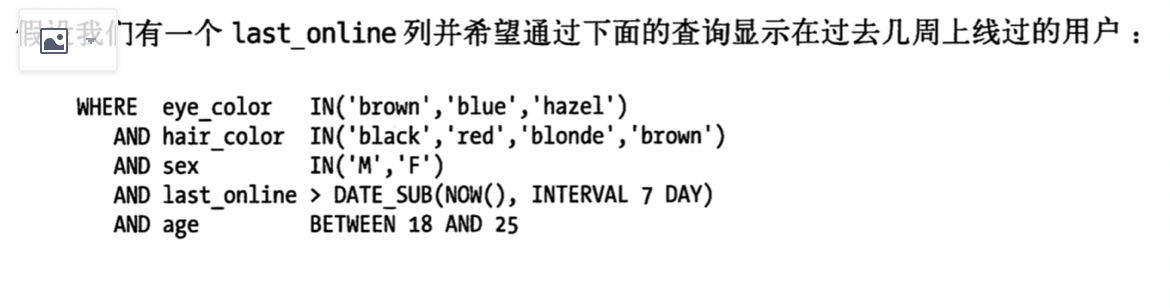 假设我们有一个 last_online 列并希望通过下面的查询显示在过去几周上线过的用户：
WHERE eye_color IN('brown','blue','hazel')
AND hair_color IN('black','red','blonde','brown')
AND sex IN('M','F')
AND last_online > DATE_SUB(NOW(), INTERVAL 7 DAY)
AND age BETWEEN 18 AND 25